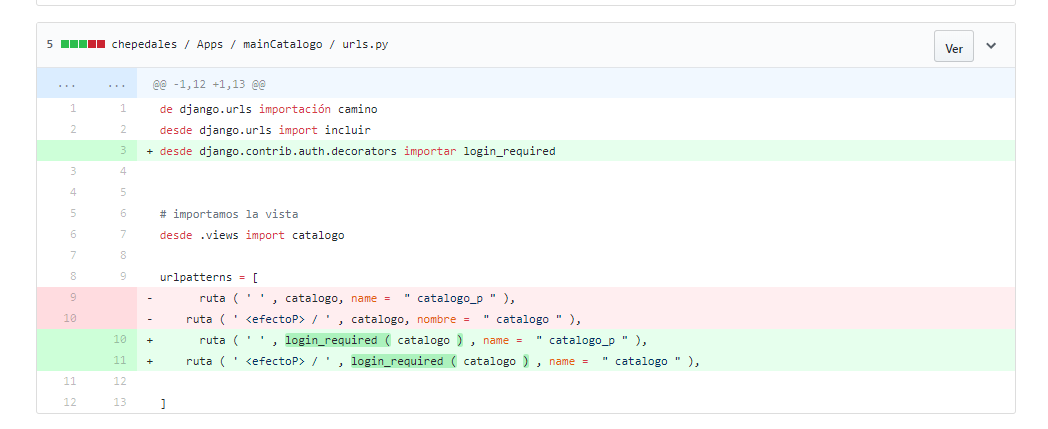 5 chepedales / Apps / mainCatalogo / urls.py Ver
... ... @@ -1,12 +1,13 @@
1 1 de django.urls importación camino
2 2 desde django.urls import incluir
3 + desde django.contrib.auth.decorators importar login_required
3 4
4 5
5 6 # importamos la vista
6 7 desde .views import catalogo
7 8
8 9 urlpatterns = [
9 - ruta ( ' ' , catalogo, name = " catalogo_p " ),
10 - ruta ( ' <efectoP> / ' , catalogo, nombre = " catalogo " ),
10 + ruta ( ' ' , login_required ( catalogo ) , name = " catalogo_p " ),
11 + ruta ( ' <efectoP> / ' , login_required ( catalogo ) , name = " catalogo " ),
11 12
12 13 ]